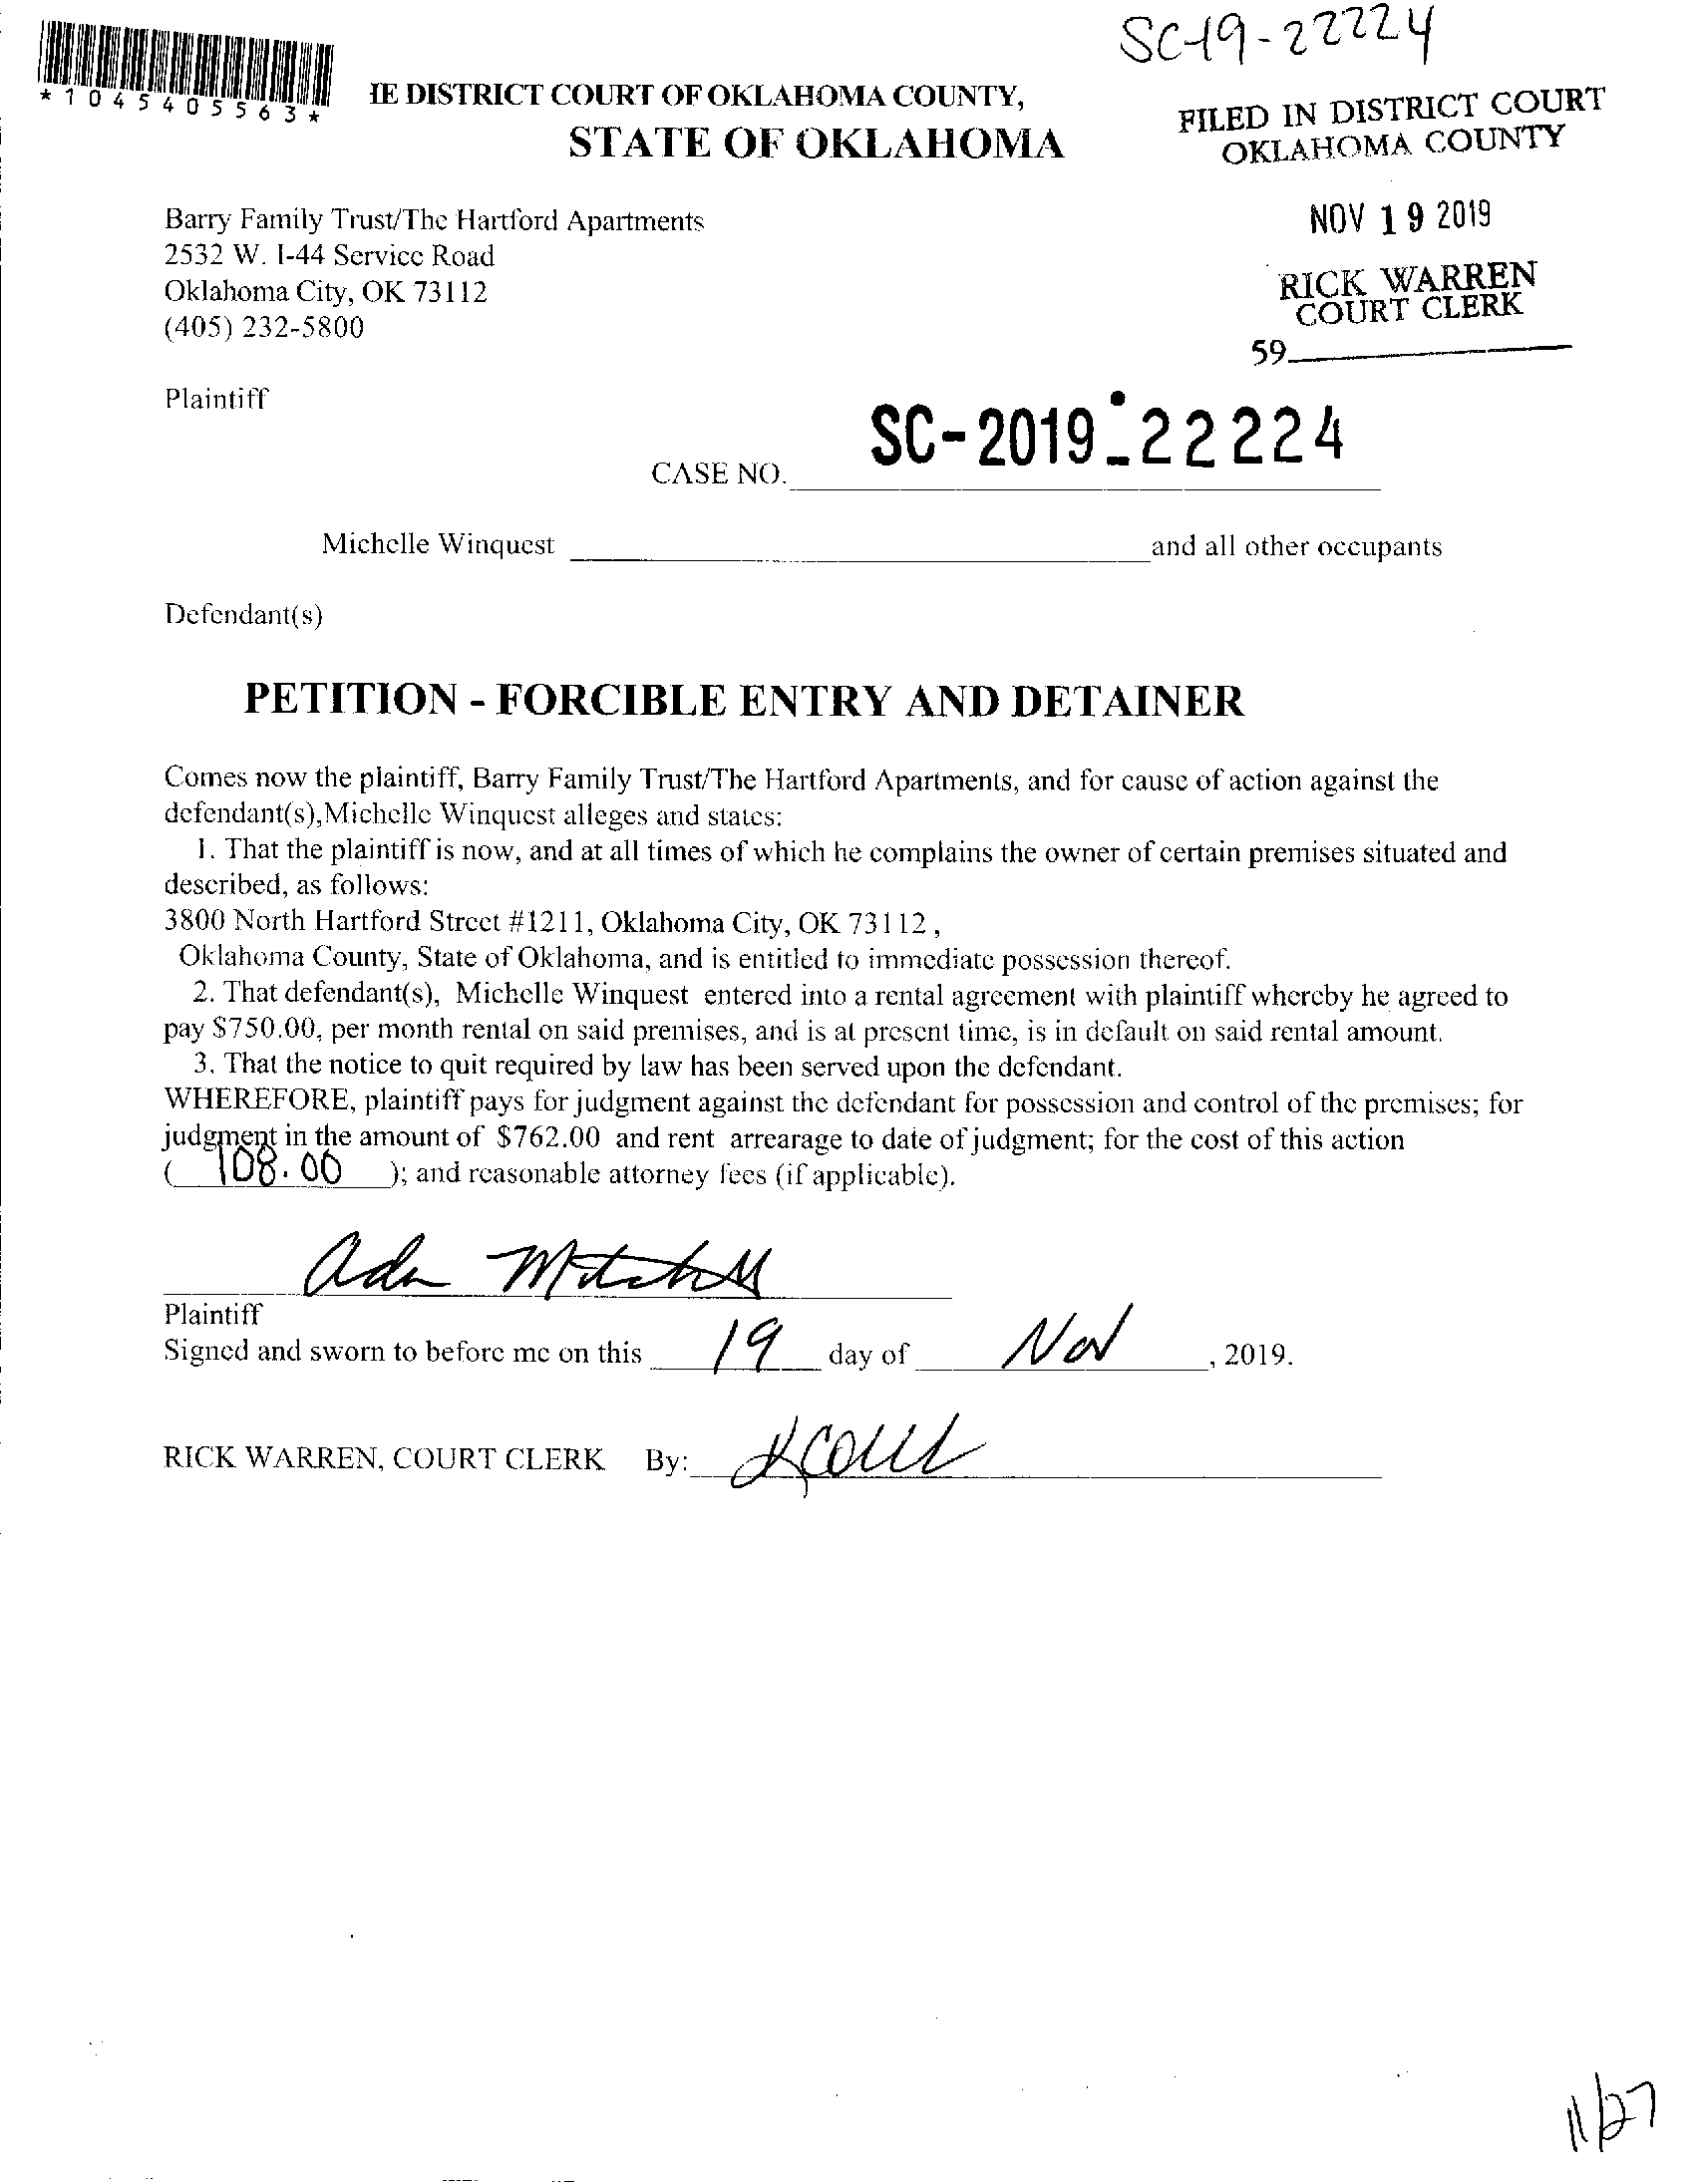 SC-19-22224
*1045405563*
IE DISTRICT COURT OF OKLAHOMA COUNTY,
STATE OF OKLAHOMA
FILED IN DISTRICT COURT
OKLAHOMA COUNTY
Barry Family Trust/The Hartford Apartments
2532 W. I-44 Service Road
Oklahoma City, OK 73112
(405) 232-5800
NOV 19 2019
RICK WARREN
COURT CLERK
59
Plaintiff
CASE NO. SC-2019-22224
Michelle Winquest and all other occupants
Defendant(s)
PETITION - FORCIBLE ENTRY AND DETAINER
Comes now the plaintiff, Barry Family Trust/The Hartford Apartments, and for cause of action against the
defendant(s),Michelle Winquest alleges and states:
1. That the plaintiff is now, and at all times of which he complains the owner of certain premises situated and
described, as follows:
3800 North Hartford Street #1211, Oklahoma City, OK 73112 ,
Oklahoma County, State of Oklahoma, and is entitled to immediate possession thereof.
2. That defendant(s), Michelle Winquest entered into a rental agreement with plaintiff whereby he agreed to
pay $750.00, per month rental on said premises, and is at present time, is in default on said rental amount.
3. That the notice to quit required by law has been served upon the defendant.
WHEREFORE, plaintiff pays for judgment against the defendant for possession and control of the premises; for
judgment in the amount of $762.00 and rent arrearage to date of judgment; for the cost of this action
( 108.00 ); and reasonable attorney fees (if applicable).
Mitchell
Plaintiff
Signed and sworn to before me on this 19 day of Nov, 2019.
RICK WARREN, COURT CLERK By:
11/27